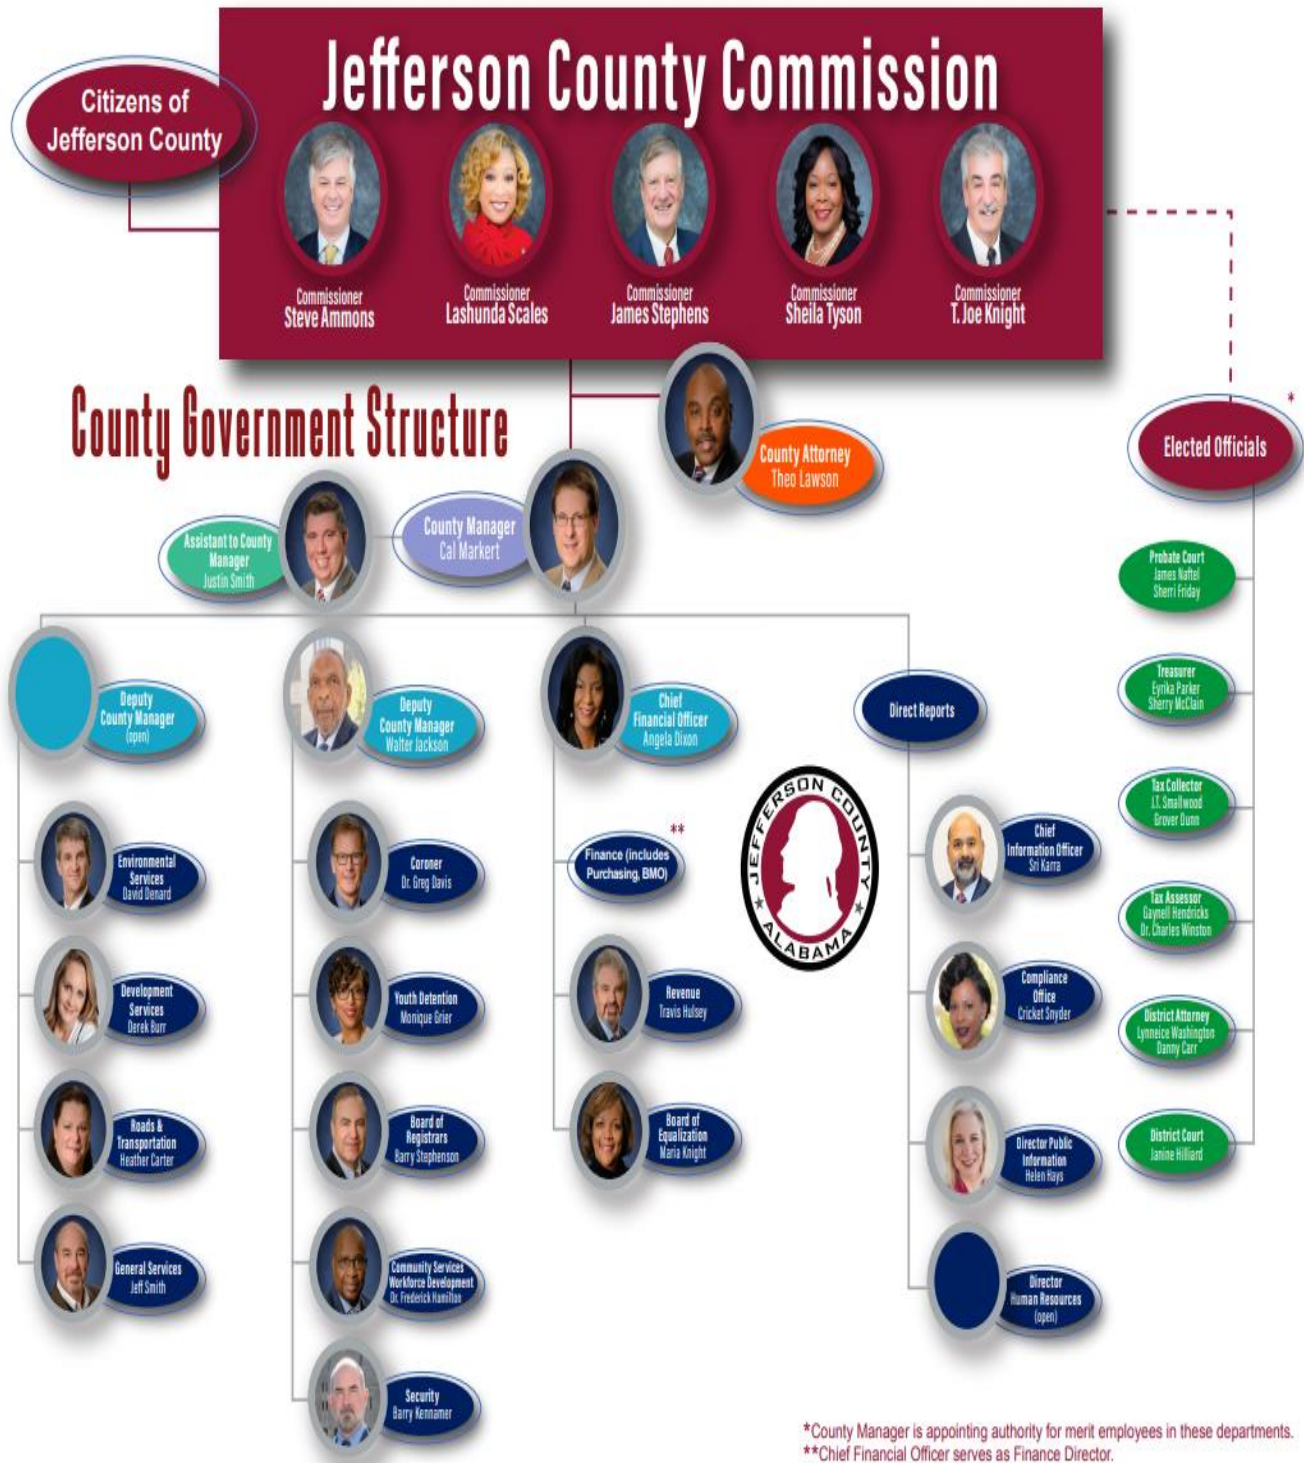 Jefferson County Commission
Citizens of
Jefferson County
Commissioner
Steve Ammons
Commissioner
Lashunda Scales
Commissioner
James Stephens
Commissioner
Sheila Tyson
Commissioner
T. Joe Knight
County Government Structure
County Attorney
Theo Lawson
*
Elected Officials
Assistant to County
Manager
Justin Smith
County Manager
Cal Markert
Deputy
County Manager
(open)
Environmental
Services
David Denard
Development
Services
Derek Burr
Roads &
Transportation
Heather Carter
General Services
Jeff Smith
Deputy
County Manager
Walter Jackson
Coroner
Dr. Greg Davis
Youth Detention
Monique Grier
Board of
Registrars
Barry Stephenson
Community Services
Workforce Development
Dr. Frederick Hamilton
Security
Barry Kennamer
Chief
Financial Officer
Angela Dixon
**
Finance (includes
Purchasing, BMO)
Revenue
Travis Hulsey
Board of
Equalization
Maria Knight
JEFFERSON COUNTY
ALABAMA
Direct Reports
Chief
Information Officer
Sri Karra
Compliance
Office
Cricket Snyder
Director Public
Information
Helen Hays
Director
Human Resources
(open)
Probate Court
James Naftel
Sherri Friday
Treasurer
Eyrika Parker
Sherry McClain
Tax Collector
J.T. Smallwood
Grover Dunn
Tax Assessor
Gaynell Hendricks
Dr. Charles Winston
District Attorney
Lynneice Washington
Danny Carr
District Court
Janine Hilliard
*County Manager is appointing authority for merit employees in these departments.
**Chief Financial Officer serves as Finance Director.